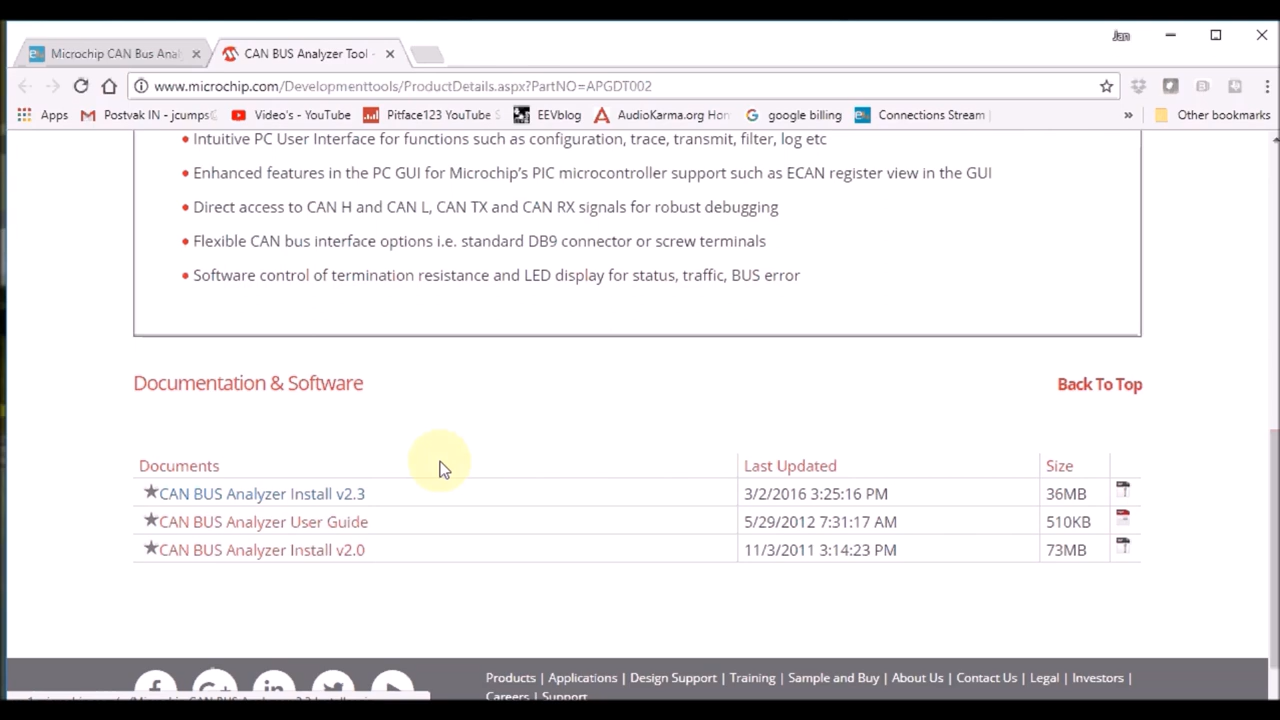 Jan
Microchip CAN Bus Anal
CAN BUS Analyzer Tool -
www.microchip.com/Developmenttools/ProductDetails.aspx?PartNO=APGDT002
Apps
Postvak IN - jcumps
Video's - YouTube
Pitface123 YouTube S
EEVblog
AudioKarma.org Hom
google billing
Connections Stream |
»
Other bookmarks
• Intuitive PC User Interface for functions such as configuration, trace, transmit, filter, log etc
• Enhanced features in the PC GUI for Microchip's PIC microcontroller support such as ECAN register view in the GUI
• Direct access to CAN H and CAN L, CAN TX and CAN RX signals for robust debugging
• Flexible CAN bus interface options i.e. standard DB9 connector or screw terminals
• Software control of termination resistance and LED display for status, traffic, BUS error
Documentation & Software
Back To Top
Documents Last Updated Size
★CAN BUS Analyzer Install v2.3 3/2/2016 3:25:16 PM 36MB
★CAN BUS Analyzer User Guide 5/29/2012 7:31:17 AM 510KB
★CAN BUS Analyzer Install v2.0 11/3/2011 3:14:23 PM 73MB
Products | Applications | Design Support | Training | Sample and Buy | About Us | Contact Us | Legal | Investors |
Careers | Support